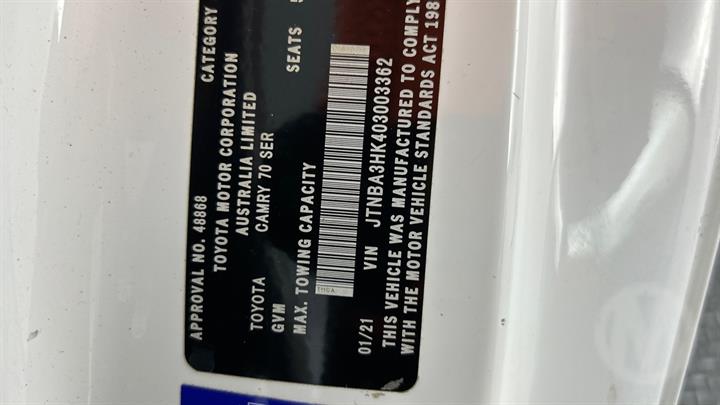 APPROVAL NO. 48868 CATEGORY
TOYOTA MOTOR CORPORATION
AUSTRALIA LIMITED
TOYOTA CAMRY 70 SER
GVM SEATS
MAX. TOWING CAPACITY
01/21 VIN JTNBA3HK403003362
THIS VEHICLE WAS MANUFACTURED TO COMPLY
WITH THE MOTOR VEHICLE STANDARDS ACT 198